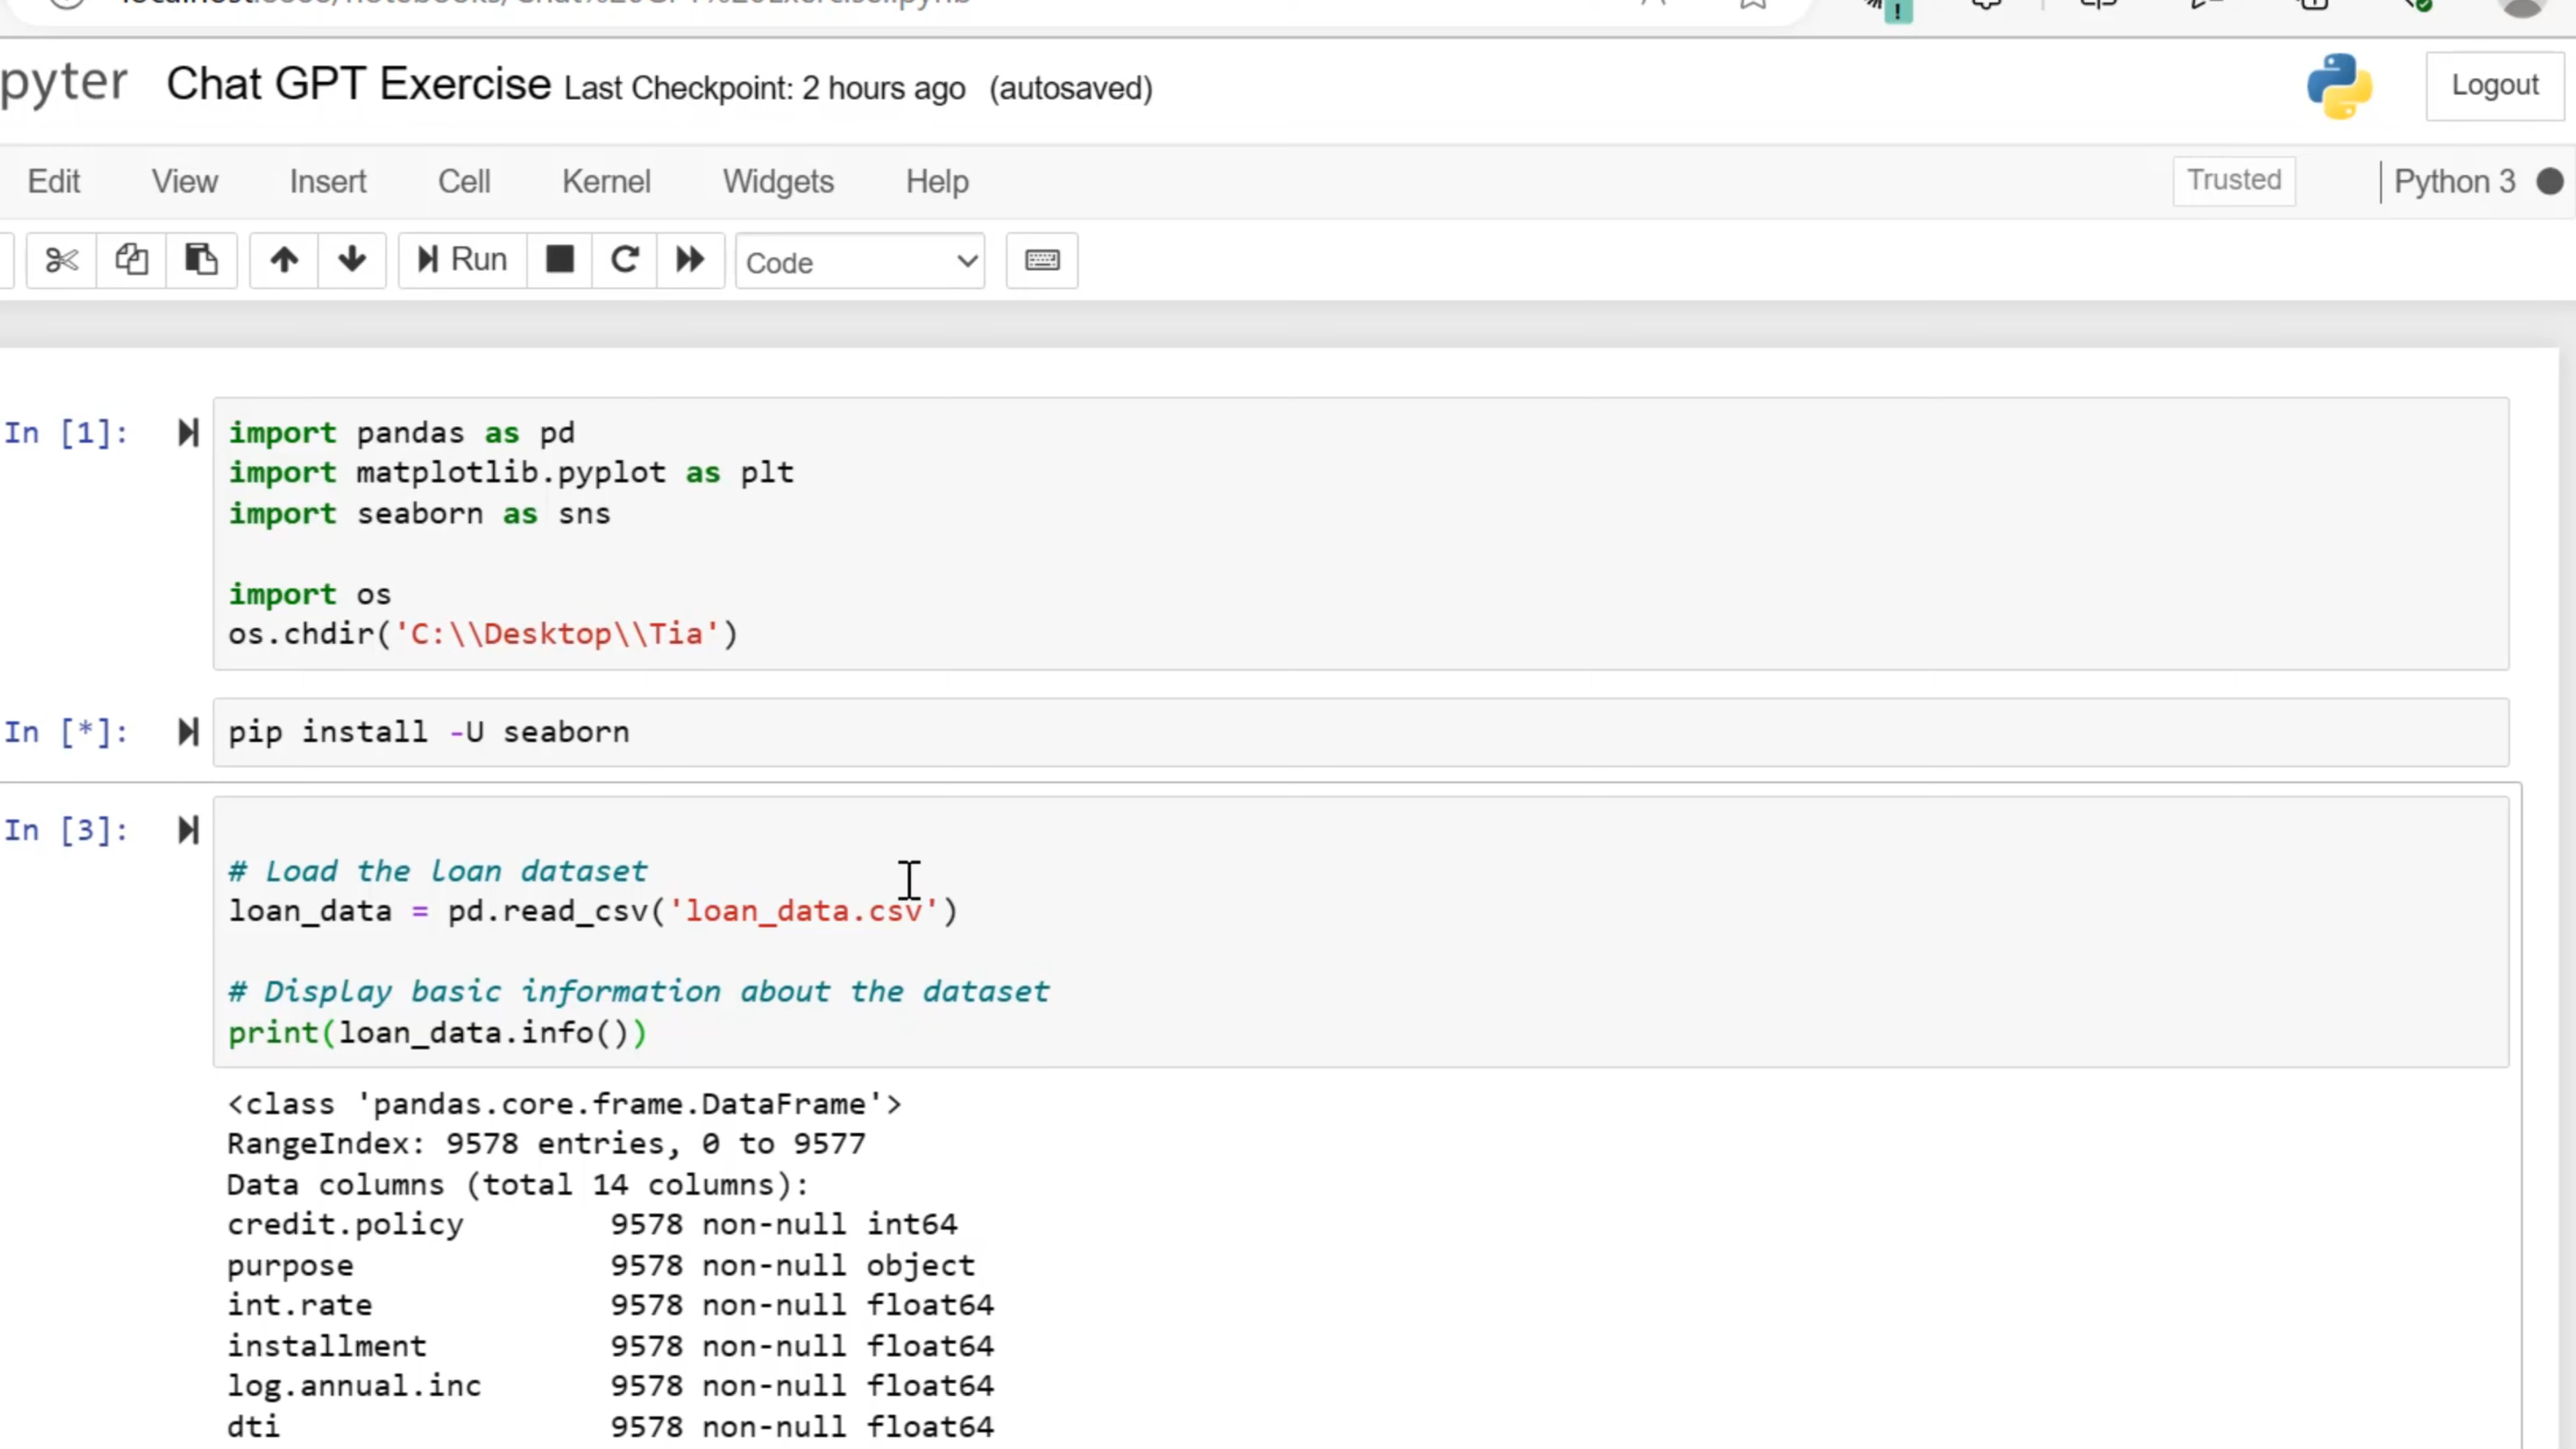 pyter Chat GPT Exercise Last Checkpoint: 2 hours ago (autosaved)
Logout
Edit View Insert Cell Kernel Widgets Help
Trusted
Python 3
Run
Code
In [1]:
import pandas as pd
import matplotlib.pyplot as plt
import seaborn as sns
import os
os.chdir('C:\\Desktop\\Tia')
In [*]:
pip install -U seaborn
In [3]:
# Load the loan dataset
loan_data = pd.read_csv('loan_data.csv')
# Display basic information about the dataset
print(loan_data.info())
<class 'pandas.core.frame.DataFrame'>
RangeIndex: 9578 entries, 0 to 9577
Data columns (total 14 columns):
credit.policy 9578 non-null int64
purpose 9578 non-null object
int.rate 9578 non-null float64
installment 9578 non-null float64
log.annual.inc 9578 non-null float64
dti 9578 non-null float64